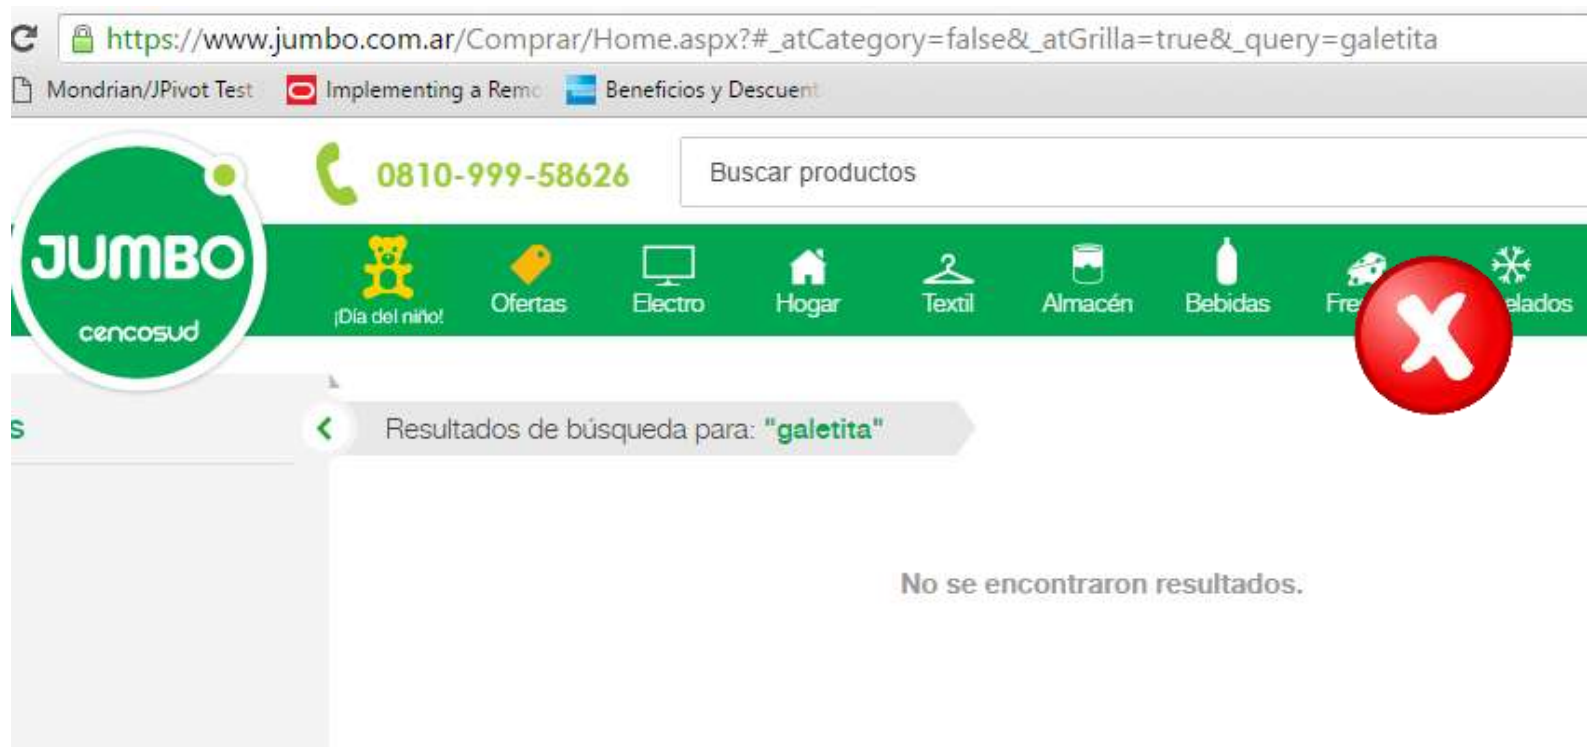 https://www.jumbo.com.ar/Comprar/Home.aspx?#_atCategory=false&_atGrilla=true&_query=galetita
Mondrian/JPivot Test Implementing a Remo Beneficios y Descuent
0810-999-58626 Buscar productos
JUMBO
cencosud
¡Día del niño! Ofertas Electro Hogar Textil Almacén Bebidas Fre elados
s
Resultados de búsqueda para: "galetita"
No se encontraron resultados.